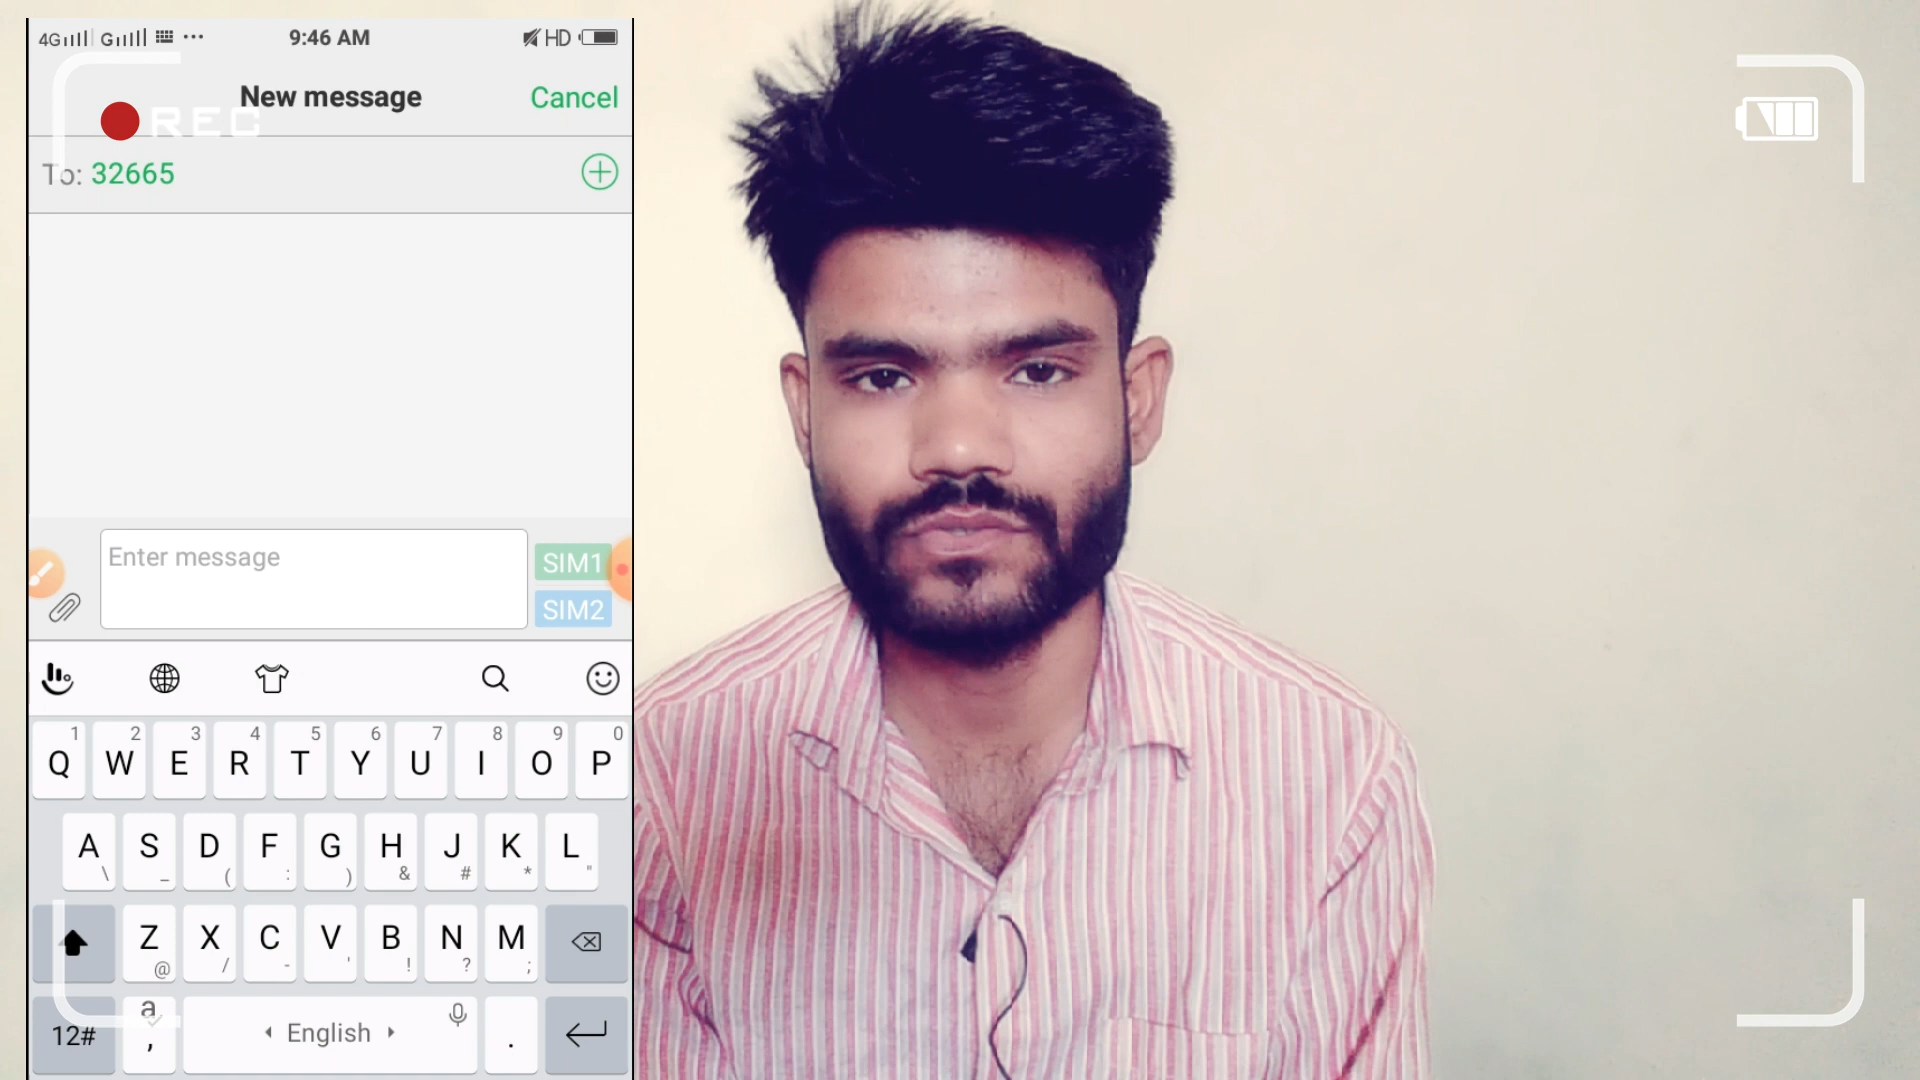 4G G 9:46 AM HD
New message Cancel
REC
To: 32665
Enter message
SIM1
SIM2
1 2 3 4 5 6 7 8 9 0
Q W E R T Y U I O P
A S D F G H J K L
\ _ ( : ) & # * "
Z X C V B N M
@ / - ' ! ? ;
12# a , English .